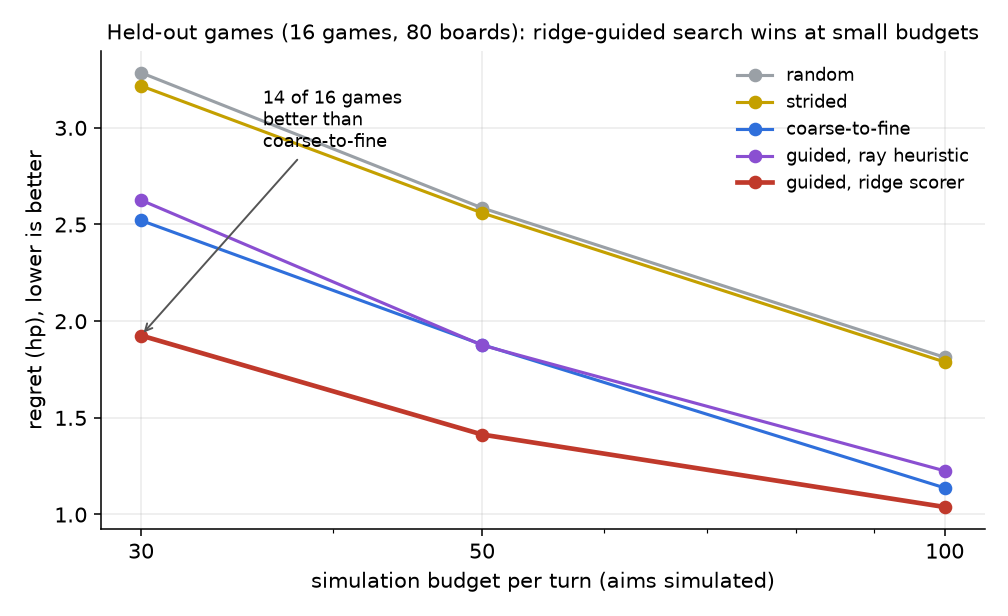 Held-out games (16 games, 80 boards): ridge-guided search wins at small budgets
14 of 16 games
better than
coarse-to-fine
random
strided
coarse-to-fine
guided, ray heuristic
guided, ridge scorer
regret (hp), lower is better
3.0
2.5
2.0
1.5
1.0
30
50
100
simulation budget per turn (aims simulated)